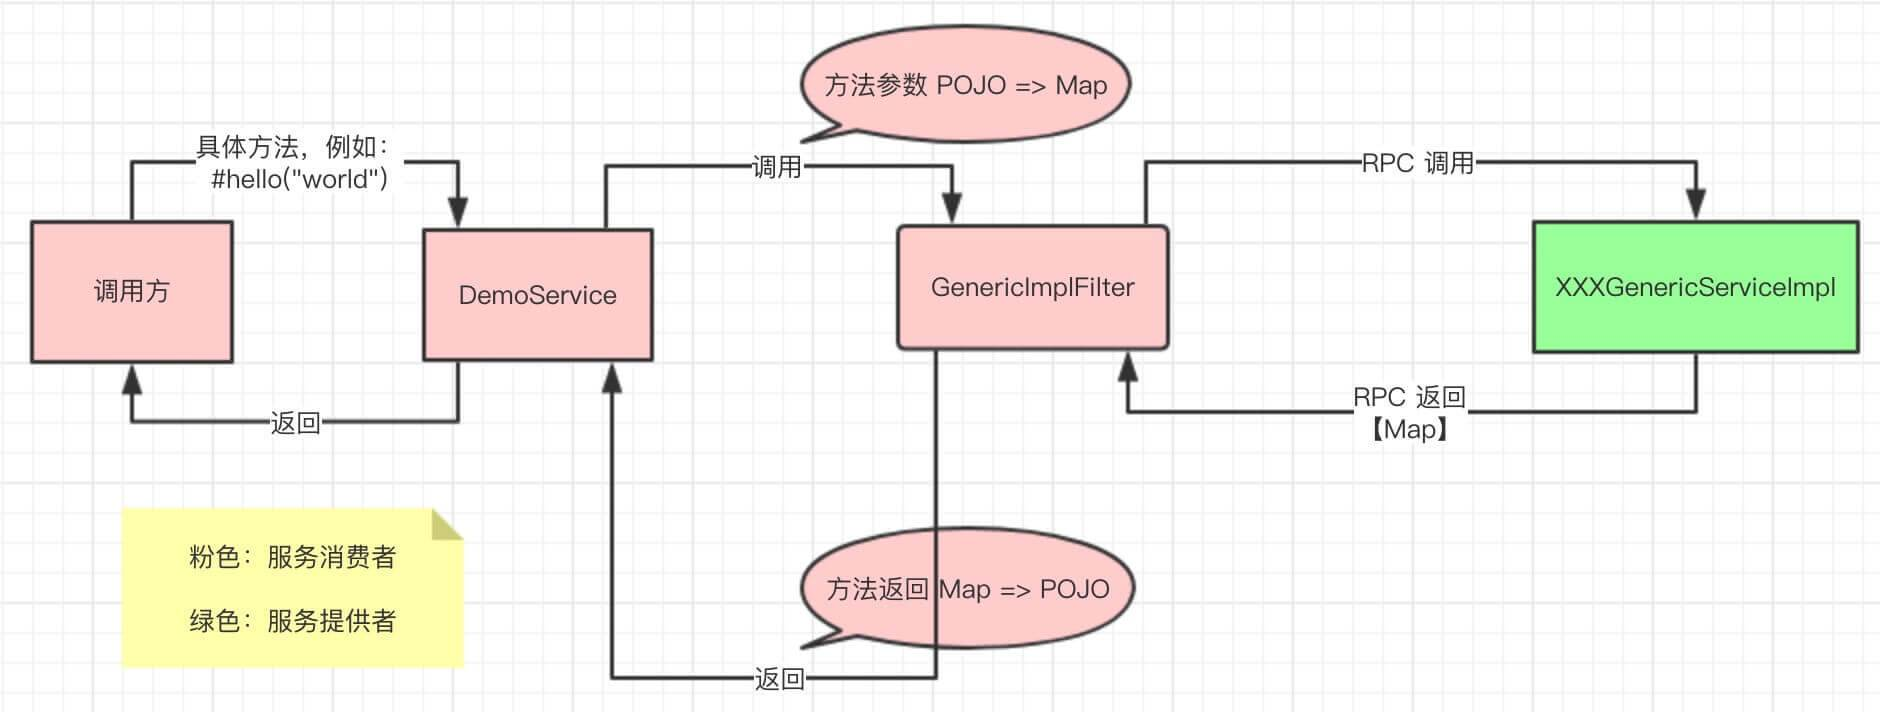 方法参数 POJO => Map
具体方法，例如：
#hello("world")
调用
RPC 调用
调用方
DemoService
GenericImplFilter
XXXGenericServiceImpl
返回
RPC 返回
【Map】
粉色：服务消费者
绿色：服务提供者
方法返回 Map => POJO
返回